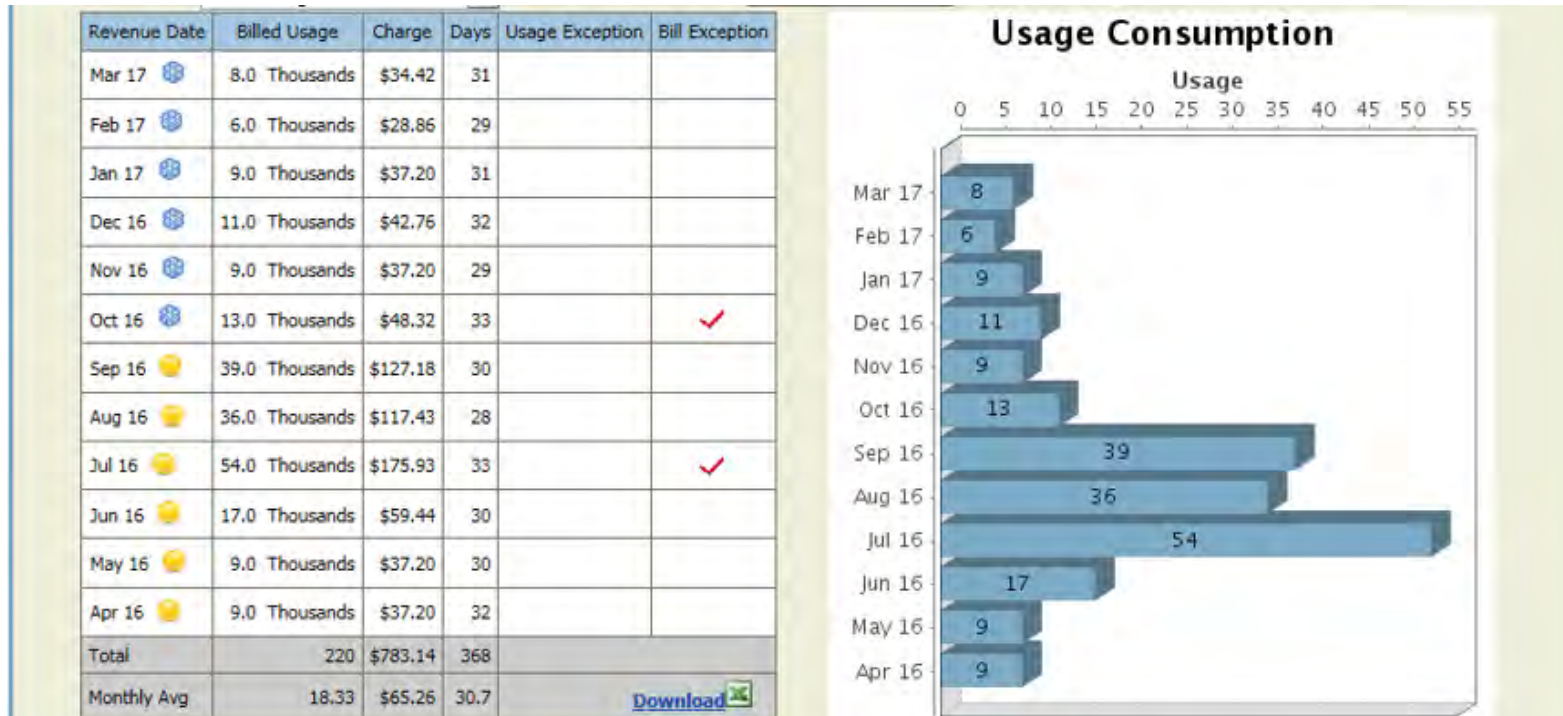 Revenue Date Billed Usage Charge Days Usage Exception Bill Exception
Mar 17 8.0 Thousands $34.42 31
Feb 17 6.0 Thousands $28.86 29
Jan 17 9.0 Thousands $37.20 31
Dec 16 11.0 Thousands $42.76 32
Nov 16 9.0 Thousands $37.20 29
Oct 16 13.0 Thousands $48.32 33
Sep 16 39.0 Thousands $127.18 30
Aug 16 36.0 Thousands $117.43 28
Jul 16 54.0 Thousands $175.93 33
Jun 16 17.0 Thousands $59.44 30
May 16 9.0 Thousands $37.20 30
Apr 16 9.0 Thousands $37.20 32
Total 220 $783.14 368
Monthly Avg 18.33 $65.26 30.7 Download
Usage Consumption
Usage
0 5 10 15 20 25 30 35 40 45 50 55
Mar 17 8
Feb 17 6
Jan 17 9
Dec 16 11
Nov 16 9
Oct 16 13
Sep 16 39
Aug 16 36
Jul 16 54
Jun 16 17
May 16 9
Apr 16 9